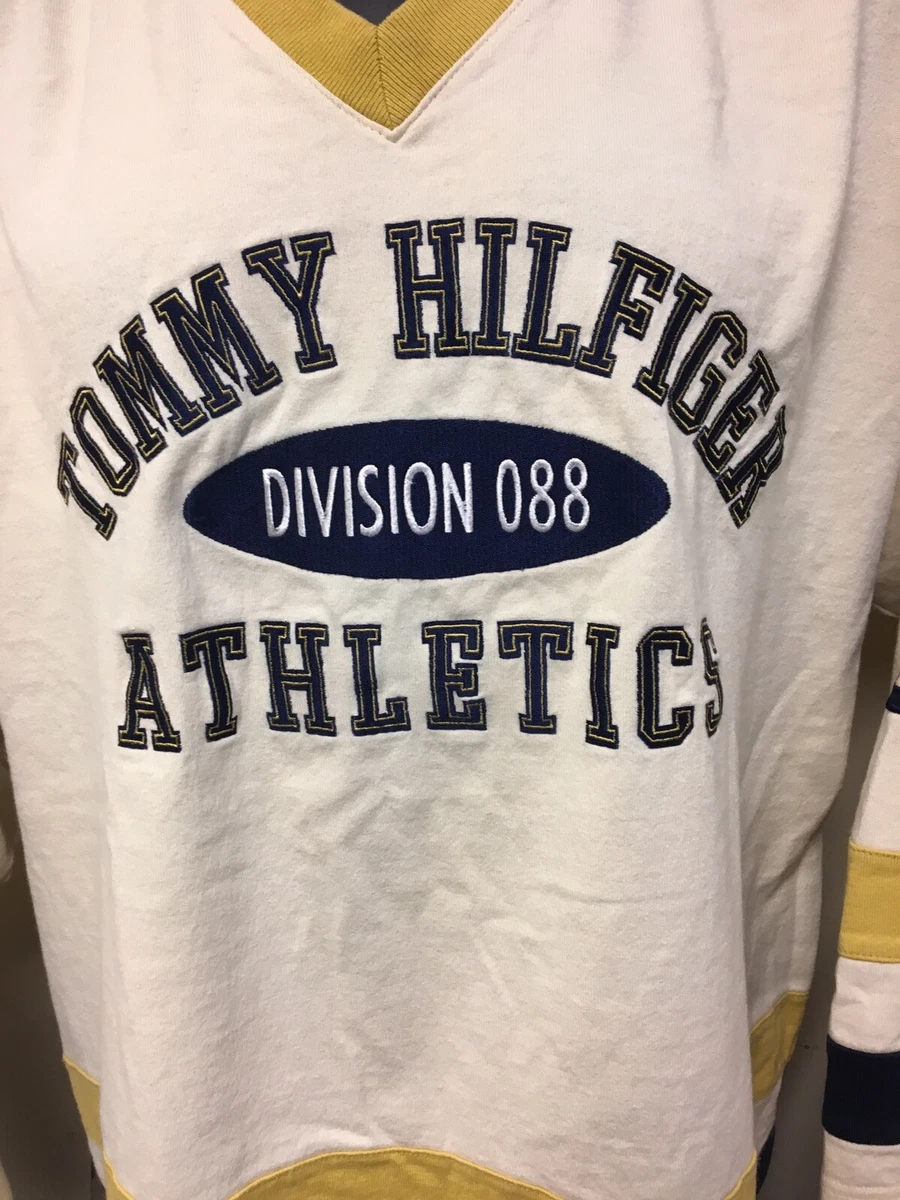 TOMMY HILFIGER
DIVISION 088
ATHLETICS